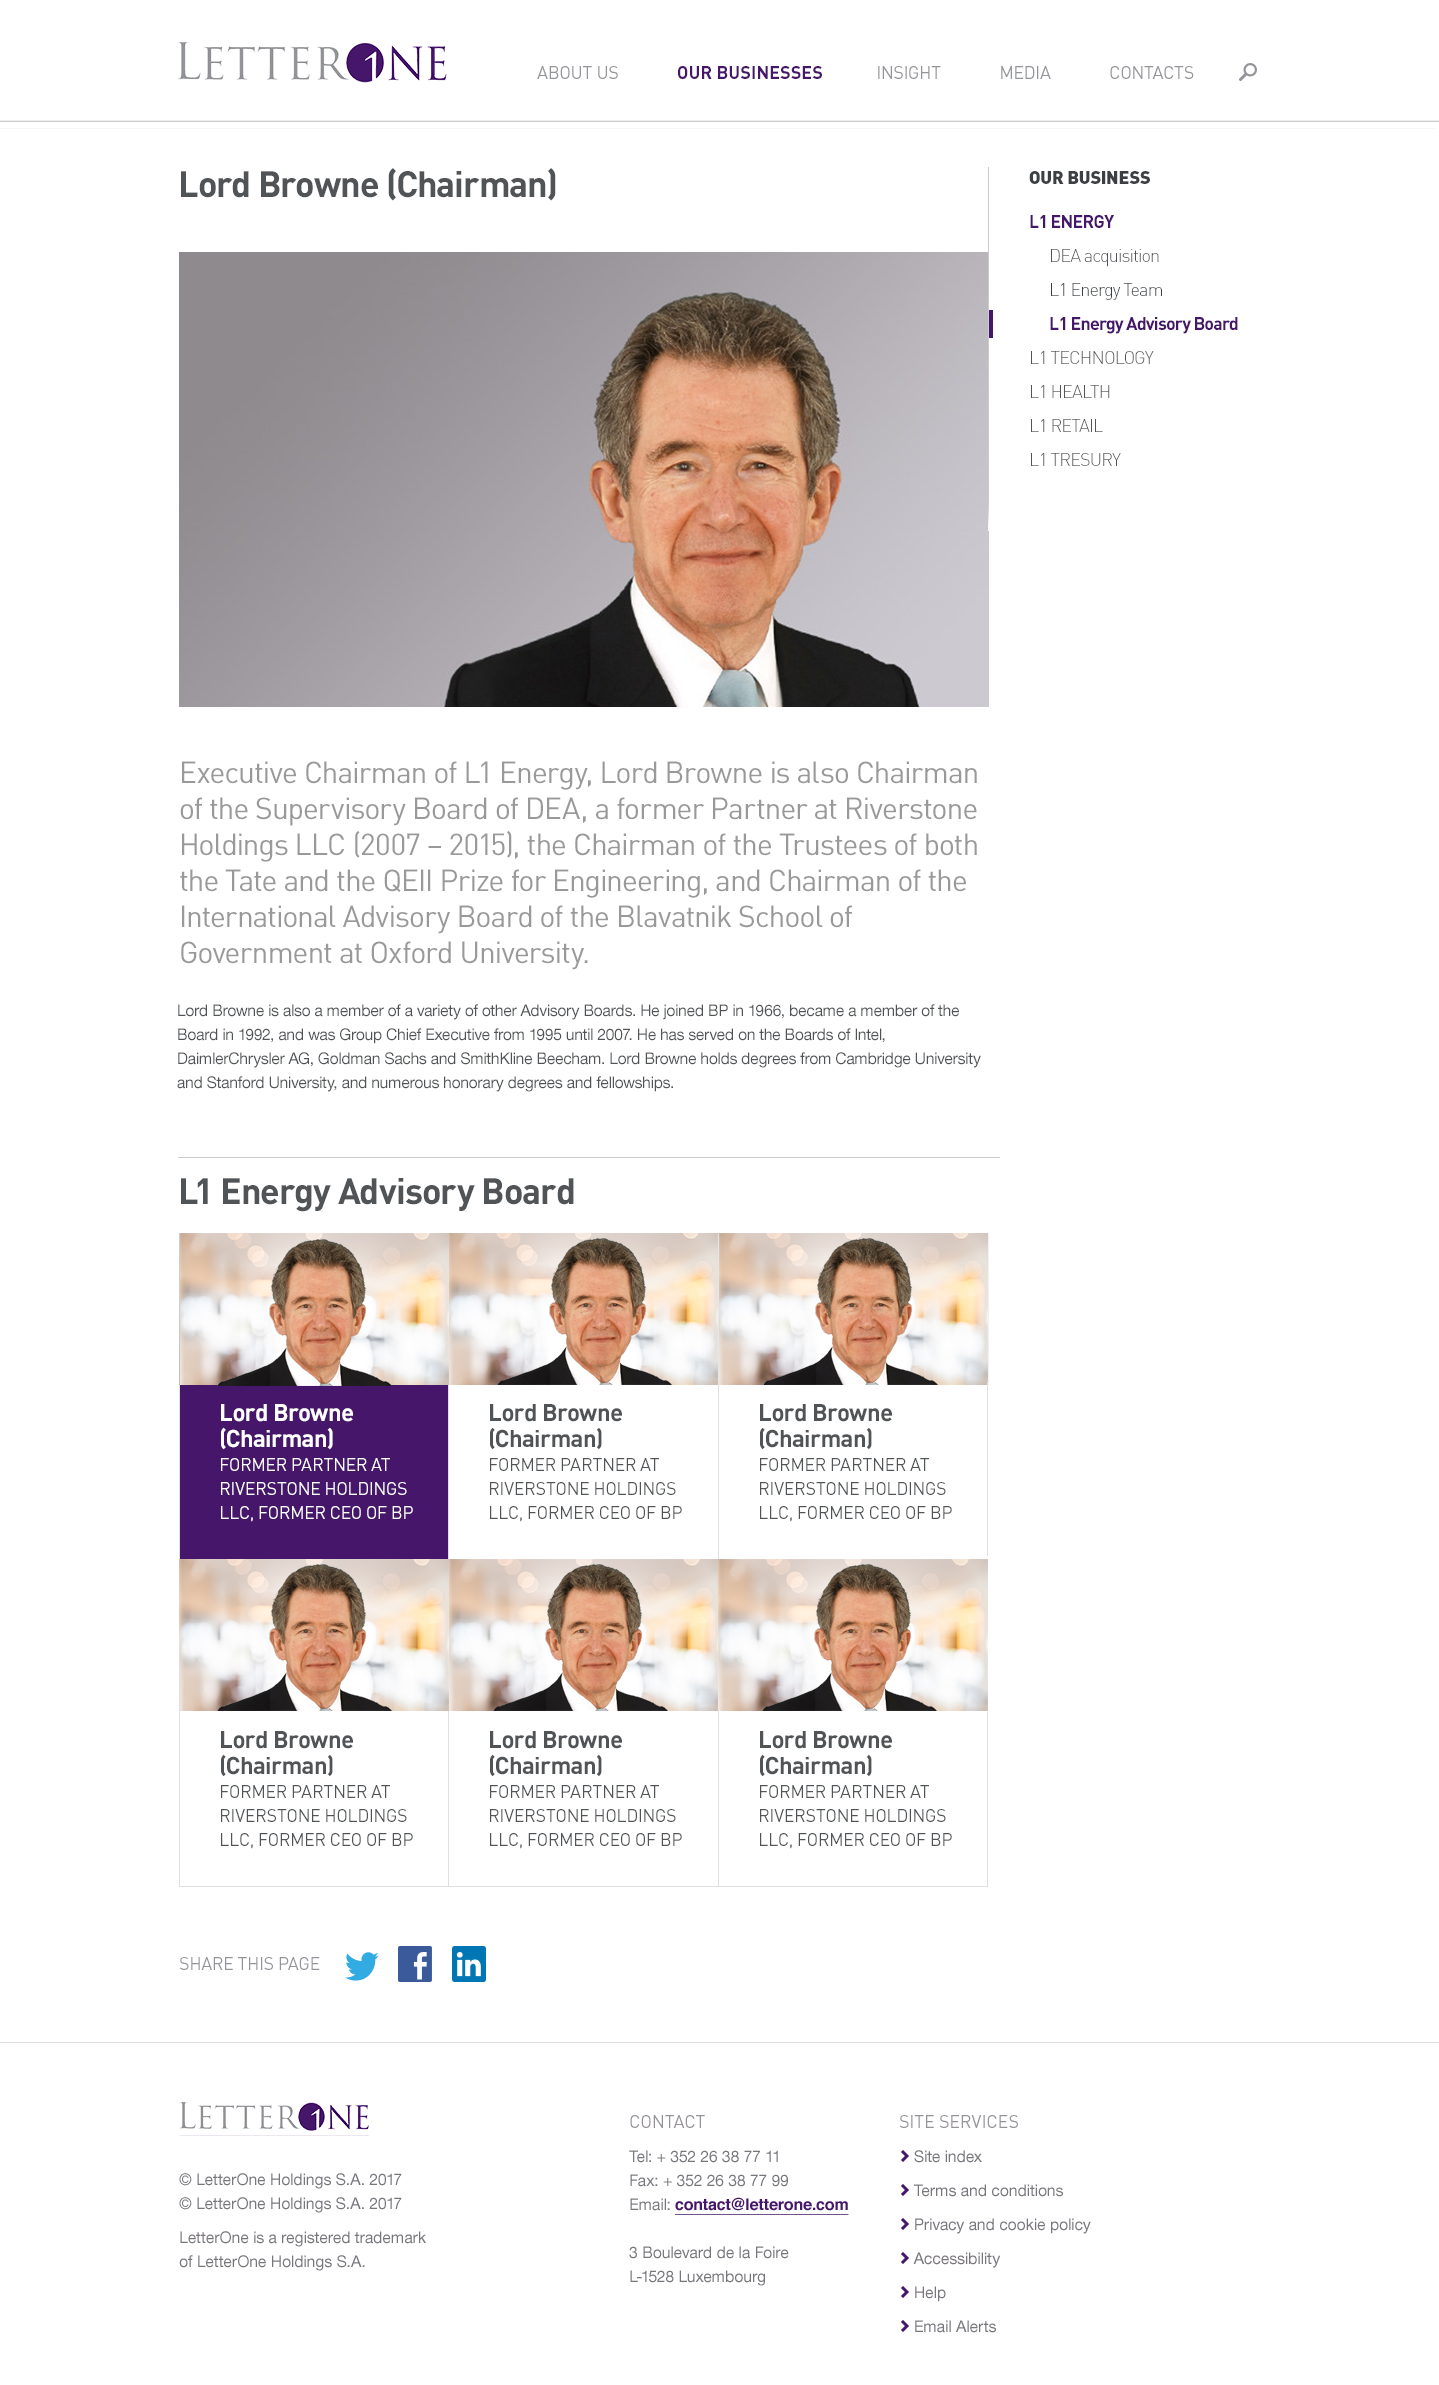 LETTERONE
ABOUT US
OUR BUSINESSES
INSIGHT
MEDIA
CONTACTS
Lord Browne (Chairman)
OUR BUSINESS
L1 ENERGY
DEA acquisition
L1 Energy Team
L1 Energy Advisory Board
L1 TECHNOLOGY
L1 HEALTH
L1 RETAIL
L1 TRESURY
Executive Chairman of L1 Energy, Lord Browne is also Chairman
of the Supervisory Board of DEA, a former Partner at Riverstone
Holdings LLC (2007 – 2015), the Chairman of the Trustees of both
the Tate and the QEII Prize for Engineering, and Chairman of the
International Advisory Board of the Blavatnik School of
Government at Oxford University.
Lord Browne is also a member of a variety of other Advisory Boards. He joined BP in 1966, became a member of the
Board in 1992, and was Group Chief Executive from 1995 until 2007. He has served on the Boards of Intel,
DaimlerChrysler AG, Goldman Sachs and SmithKline Beecham. Lord Browne holds degrees from Cambridge University
and Stanford University, and numerous honorary degrees and fellowships.
L1 Energy Advisory Board
Lord Browne
(Chairman)
FORMER PARTNER AT
RIVERSTONE HOLDINGS
LLC, FORMER CEO OF BP
Lord Browne
(Chairman)
FORMER PARTNER AT
RIVERSTONE HOLDINGS
LLC, FORMER CEO OF BP
Lord Browne
(Chairman)
FORMER PARTNER AT
RIVERSTONE HOLDINGS
LLC, FORMER CEO OF BP
Lord Browne
(Chairman)
FORMER PARTNER AT
RIVERSTONE HOLDINGS
LLC, FORMER CEO OF BP
Lord Browne
(Chairman)
FORMER PARTNER AT
RIVERSTONE HOLDINGS
LLC, FORMER CEO OF BP
Lord Browne
(Chairman)
FORMER PARTNER AT
RIVERSTONE HOLDINGS
LLC, FORMER CEO OF BP
SHARE THIS PAGE
f
in
LETTERONE
© LetterOne Holdings S.A. 2017
© LetterOne Holdings S.A. 2017
LetterOne is a registered trademark
of LetterOne Holdings S.A.
CONTACT
Tel: + 352 26 38 77 11
Fax: + 352 26 38 77 99
Email: contact@letterone.com
3 Boulevard de la Foire
L-1528 Luxembourg
SITE SERVICES
Site index
Terms and conditions
Privacy and cookie policy
Accessibility
Help
Email Alerts